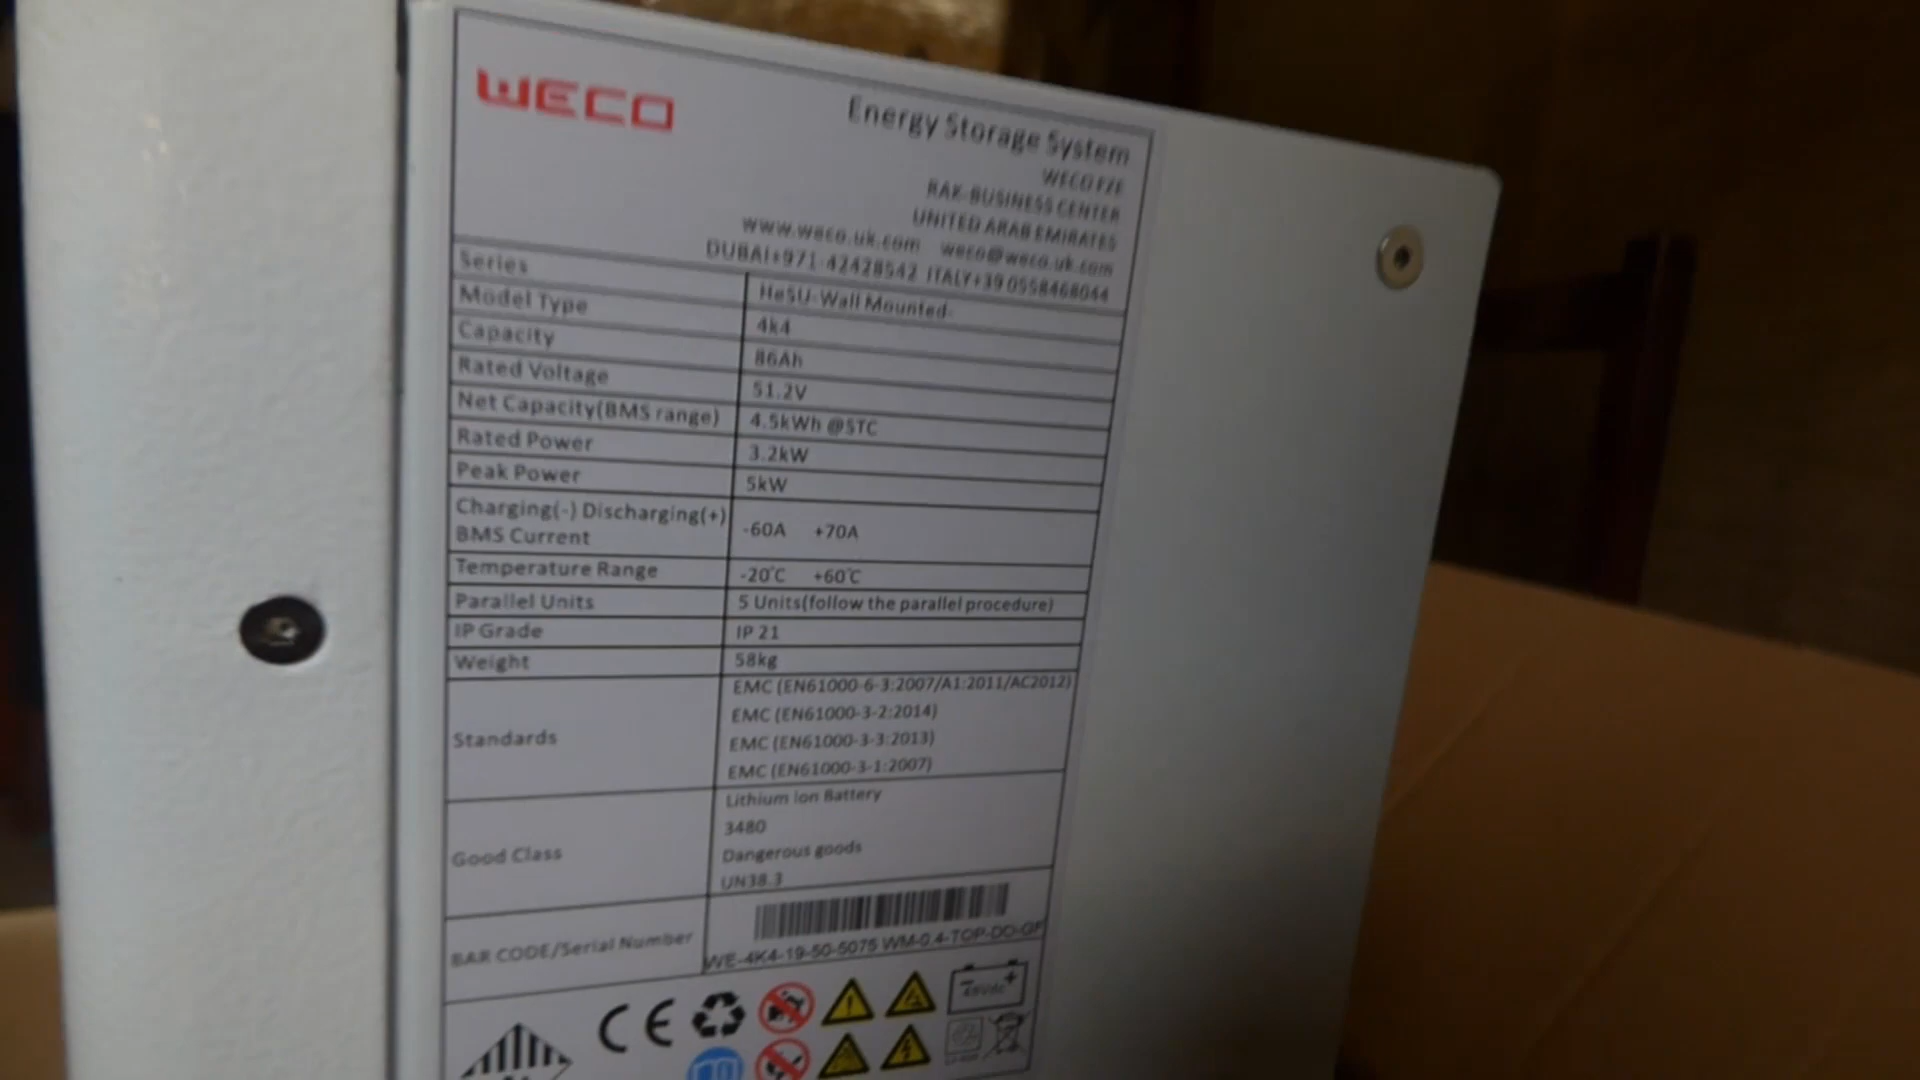 WECO
Energy Storage System
WECO FZE
RAK-BUSINESS CENTER
UNITED ARAB EMIRATES
www.weco.uk.com weco@weco.uk.com
DUBAI+971-42428542 ITALY+39 0558468044
Series He5U-Wall Mounted-
Model Type 4k4
Capacity 86Ah
Rated Voltage 51.2V
Net Capacity(BMS range) 4.5kWh @STC
Rated Power 3.2kW
Peak Power 5kW
Charging(-) Discharging(+)
BMS Current -60A +70A
Temperature Range -20℃ +60℃
Parallel Units 5 Units(follow the parallel procedure)
IP Grade IP 21
Weight 58kg
Standards
EMC (EN61000-6-3:2007/A1:2011/AC2012)
EMC (EN61000-3-2:2014)
EMC (EN61000-3-3:2013)
EMC (EN61000-3-1:2007)
Good Class
Lithium Ion Battery
3480
Dangerous goods
UN38.3
BAR CODE/Serial Number
WE-4K4-19-50-5075 WM-0.4-TOP-DO-GF
CE
48Vdc